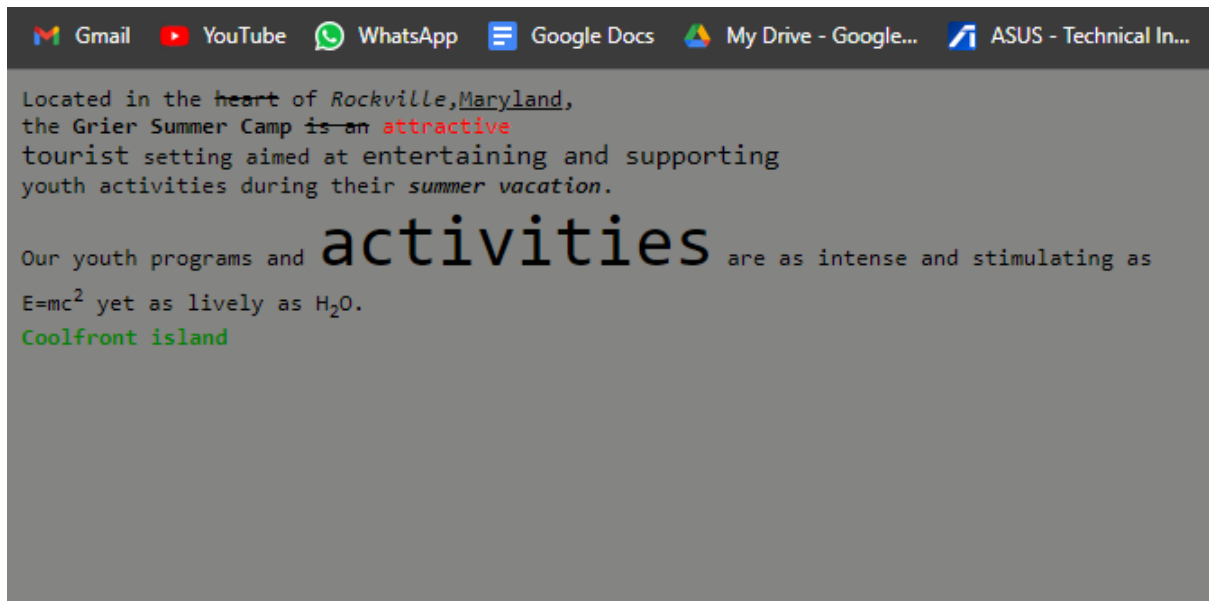 Gmail YouTube WhatsApp Google Docs My Drive - Google... ASUS - Technical In...
Located in the heart of Rockville,Maryland,
the Grier Summer Camp is an attractive
tourist setting aimed at entertaining and supporting
youth activities during their summer vacation.
Our youth programs and activities are as intense and stimulating as
E=mc² yet as lively as H₂O.
Coolfront island